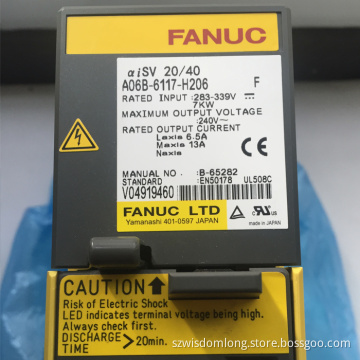 FANUC
αiSV 20/40
A06B-6117-H206 F
RATED INPUT :283-339V
7KW
MAXIMUM OUTPUT VOLTAGE
:240V~
RATED OUTPUT CURRENT
Laxis 6.5A
Maxis 13A
Naxis
MANUAL NO. :B-65282
STANDARD :EN50178 UL508C
V04919460
FANUC LTD
Yamanashi 401-0597 JAPAN
MADE IN JAPAN
CAUTION
Risk of Electric Shock
LED indicates terminal voltage being high.
Always check first.
DISCHARGE
TIME > 20min.
www.szwisdomlong.sourcessgood.com